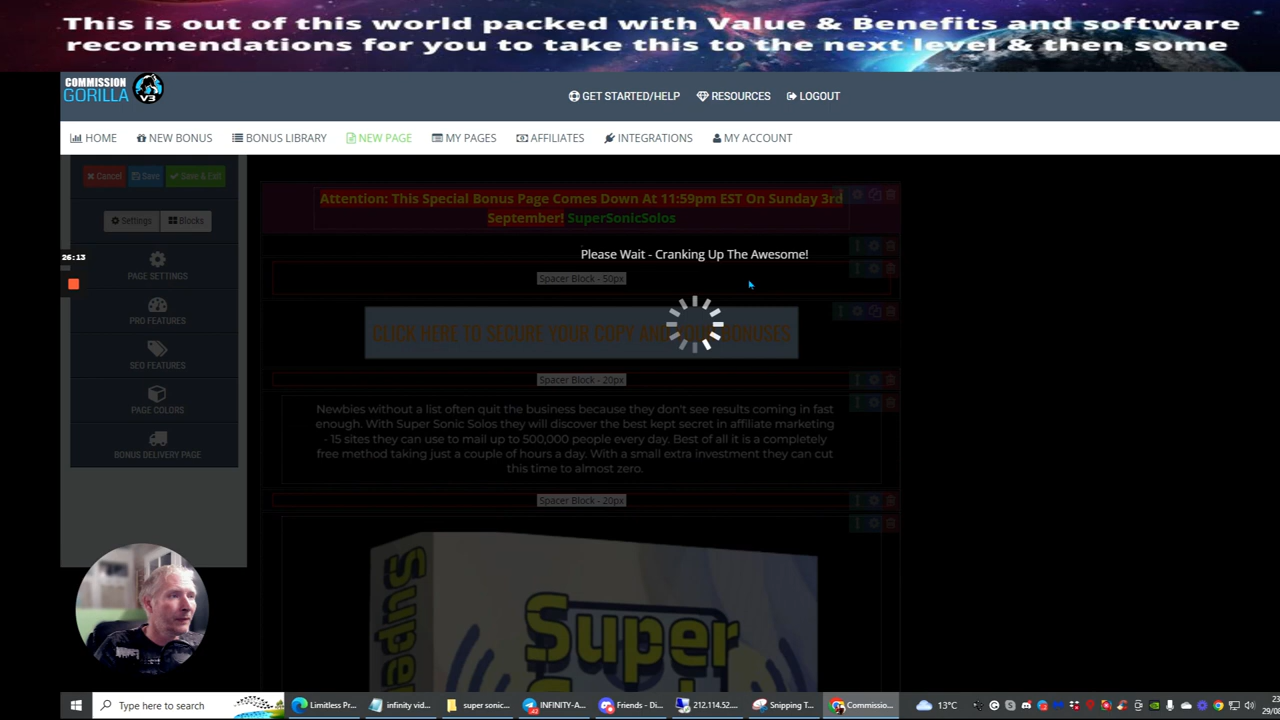 This is out of this world packed with Value & Benefits and software
recomendations for you to take this to the next level & then some
COMMISSION
GORILLA
V3
GET STARTED/HELP
RESOURCES
LOGOUT
HOME
NEW BONUS
BONUS LIBRARY
NEW PAGE
MY PAGES
AFFILIATES
INTEGRATIONS
MY ACCOUNT
Cancel
Save
Save & Exit
Attention: This Special Bonus Page Comes Down At 11:59pm EST On Sunday 3rd
September! SuperSonicSolos
Settings
Blocks
26:13
Please Wait - Cranking Up The Awesome!
PAGE SETTINGS
Spacer Block - 50px
PRO FEATURES
CLICK HERE TO SECURE YOUR COPY AND YOUR BONUSES
SEO FEATURES
Spacer Block - 20px
PAGE COLORS
Newbies without a list often quit the business because they don't see results coming in fast
enough. With Super Sonic Solos they will discover the best kept secret in affiliate marketing
- 15 sites they can use to mail up to 500,000 people every day. Best of all it is a completely
free method taking just a couple of hours a day. With a small extra investment they can cut
this time to almost zero.
BONUS DELIVERY PAGE
Spacer Block - 20px
Super
Type here to search
Limitless Pr...
infinity vid...
super sonic...
INFINITY-A...
Friends - Di...
212.114.52....
Snipping T...
Commissio...
13°C
29/08